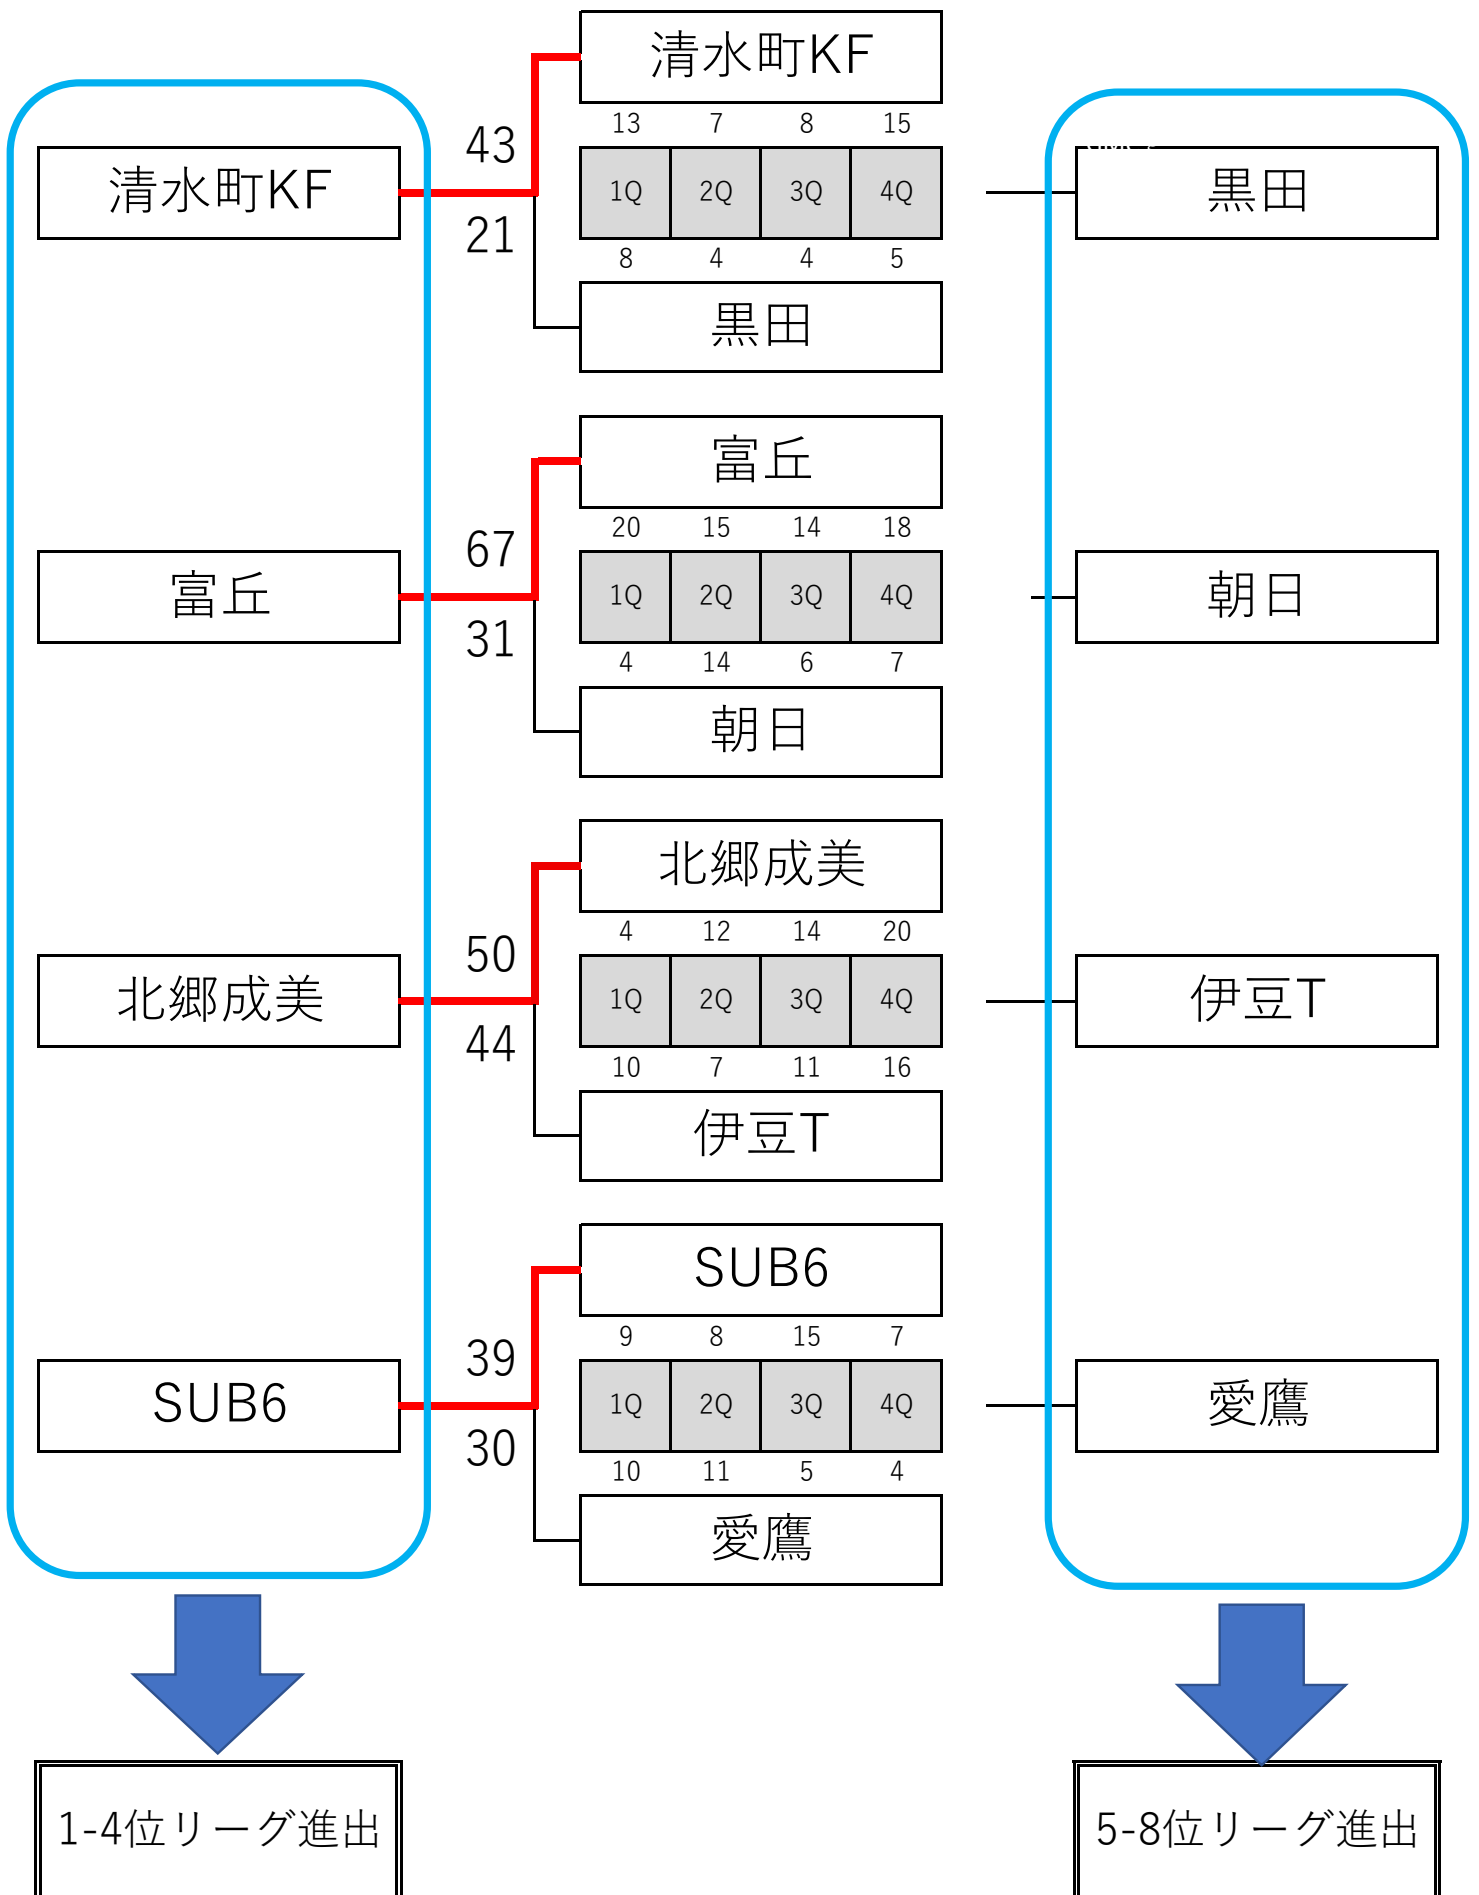 清水町KF
13 7 8 15
43
清水町KF
1Q 2Q 3Q 4Q
黒田
21
8 4 4 5
黒田
富丘
20 15 14 18
67
富丘
1Q 2Q 3Q 4Q
朝日
31
4 14 6 7
朝日
北郷成美
4 12 14 20
50
北郷成美
1Q 2Q 3Q 4Q
伊豆T
44
10 7 11 16
伊豆T
SUB6
9 8 15 7
39
SUB6
1Q 2Q 3Q 4Q
愛鷹
30
10 11 5 4
愛鷹
1-4位リーグ進出
5-8位リーグ進出